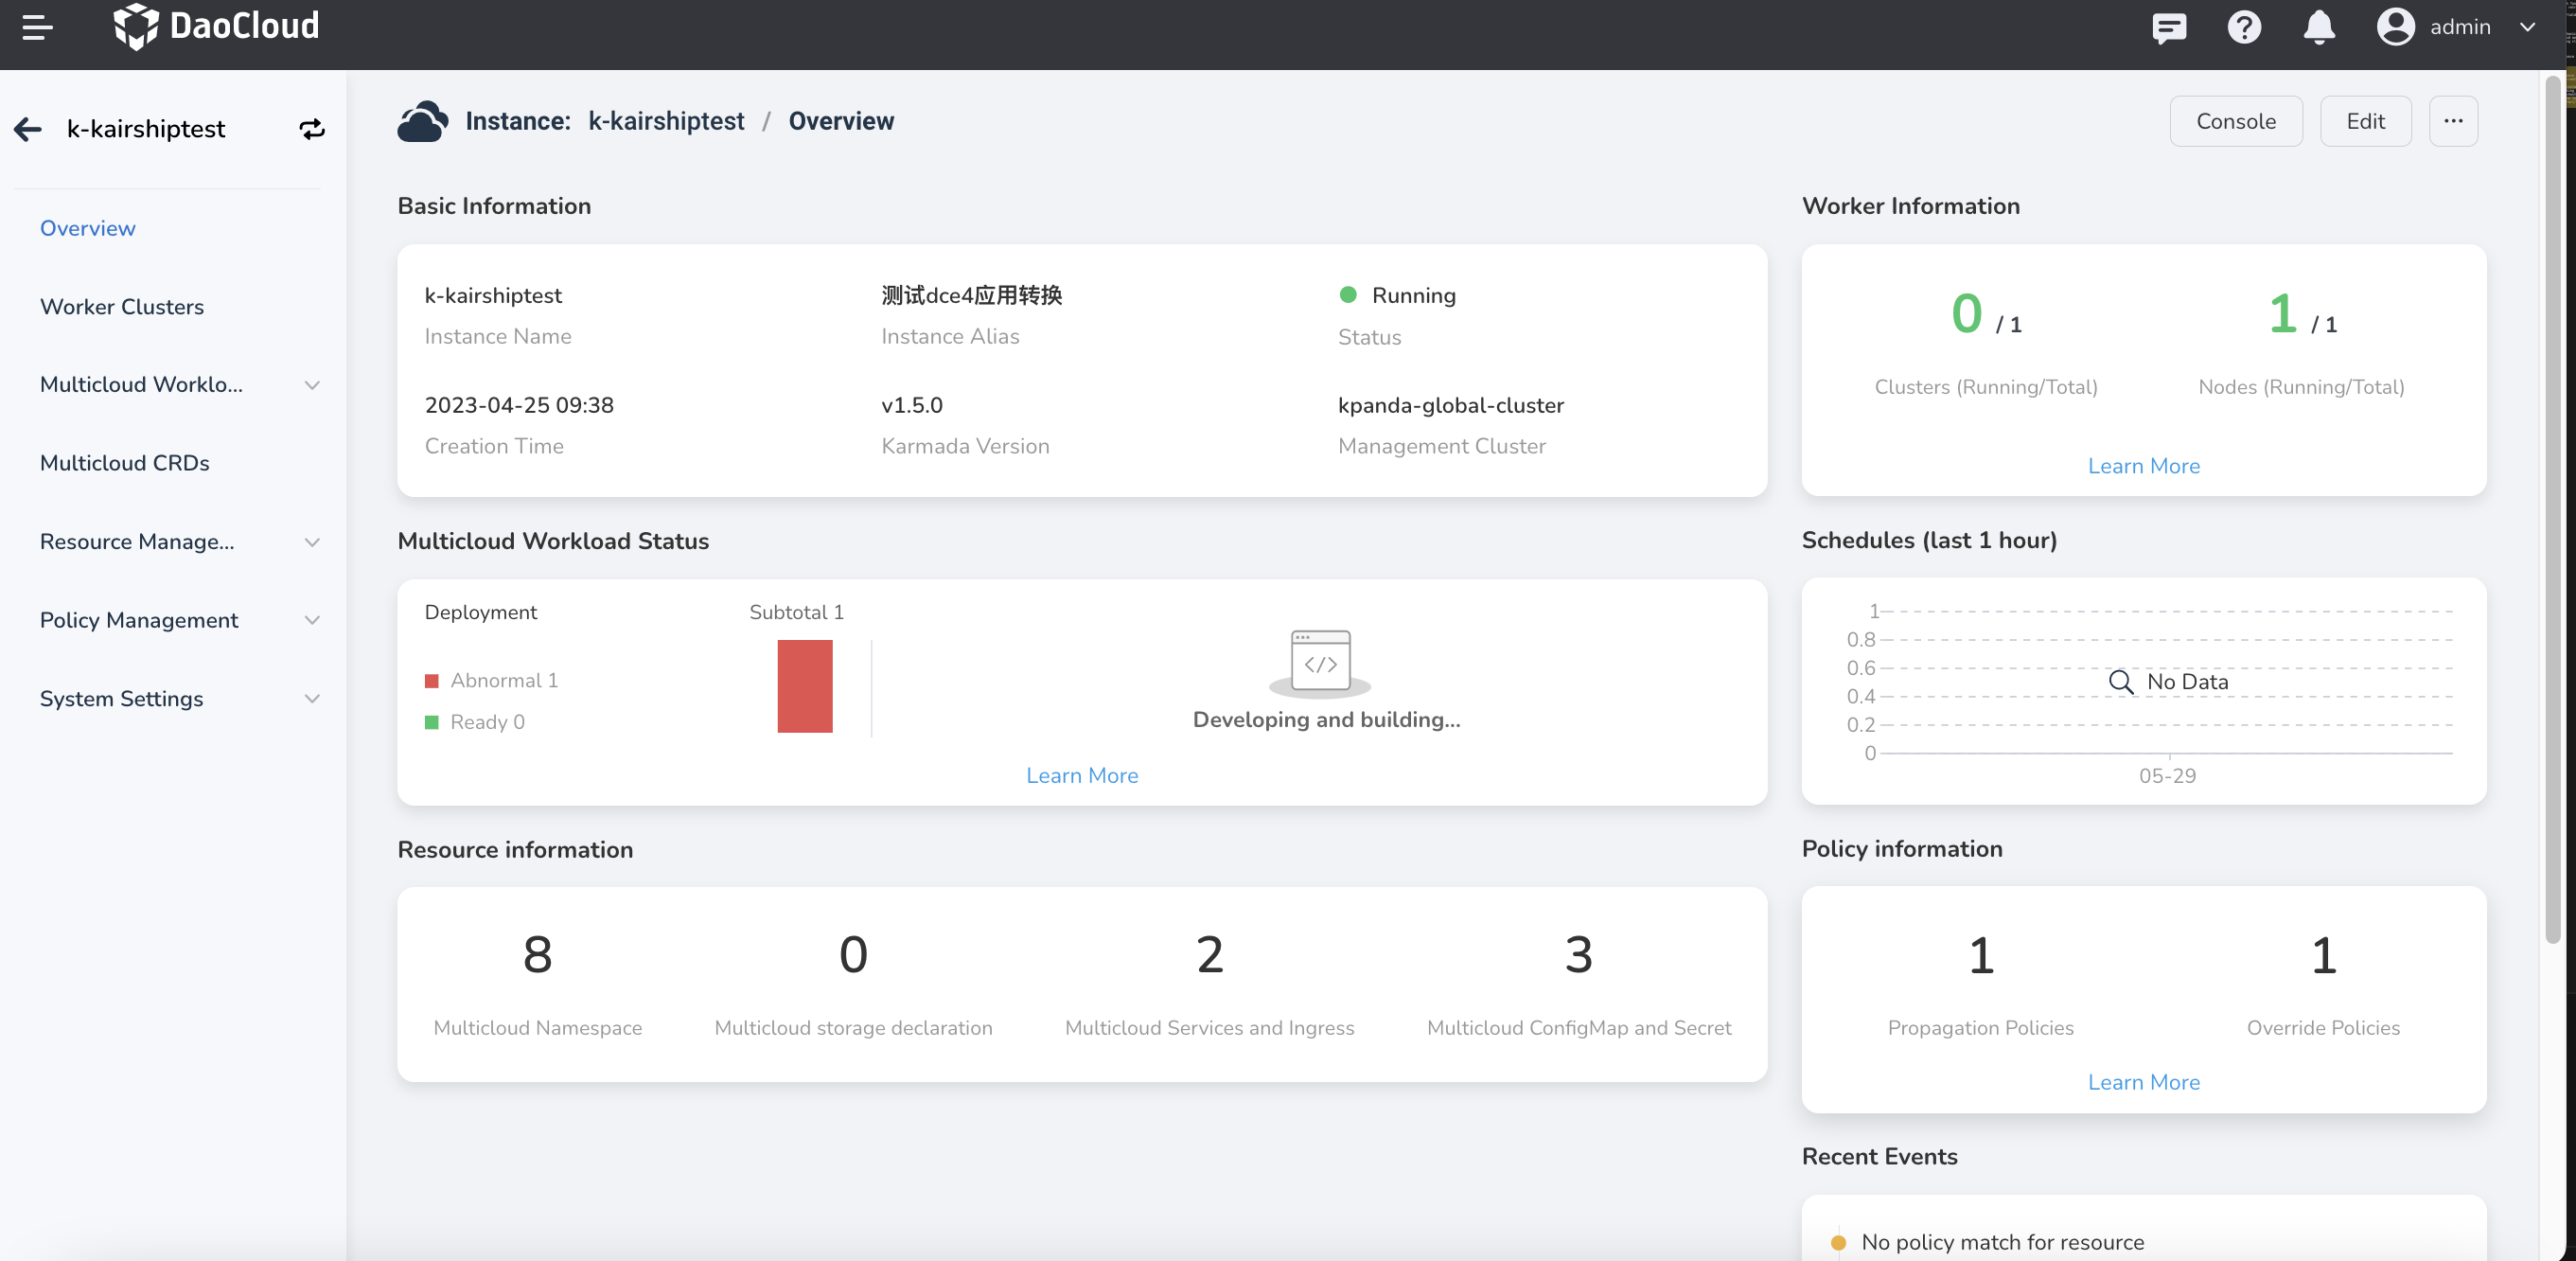 DaoCloud
admin
k-kairshiptest
Overview
Worker Clusters
Multicloud Worklo...
Multicloud CRDs
Resource Manage...
Policy Management
System Settings
Instance: k-kairshiptest / Overview
Console
Edit
Basic Information
k-kairshiptest
Instance Name
测试dce4应用转换
Instance Alias
Running
Status
2023-04-25 09:38
Creation Time
v1.5.0
Karmada Version
kpanda-global-cluster
Management Cluster
Worker Information
0 / 1
Clusters (Running/Total)
1 / 1
Nodes (Running/Total)
Learn More
Multicloud Workload Status
Deployment
Subtotal 1
Abnormal 1
Ready 0
</>
Developing and building...
Learn More
Schedules (last 1 hour)
1
0.8
0.6
0.4
0.2
0
No Data
05-29
Resource information
8
Multicloud Namespace
0
Multicloud storage declaration
2
Multicloud Services and Ingress
3
Multicloud ConfigMap and Secret
Policy information
1
Propagation Policies
1
Override Policies
Learn More
Recent Events
No policy match for resource